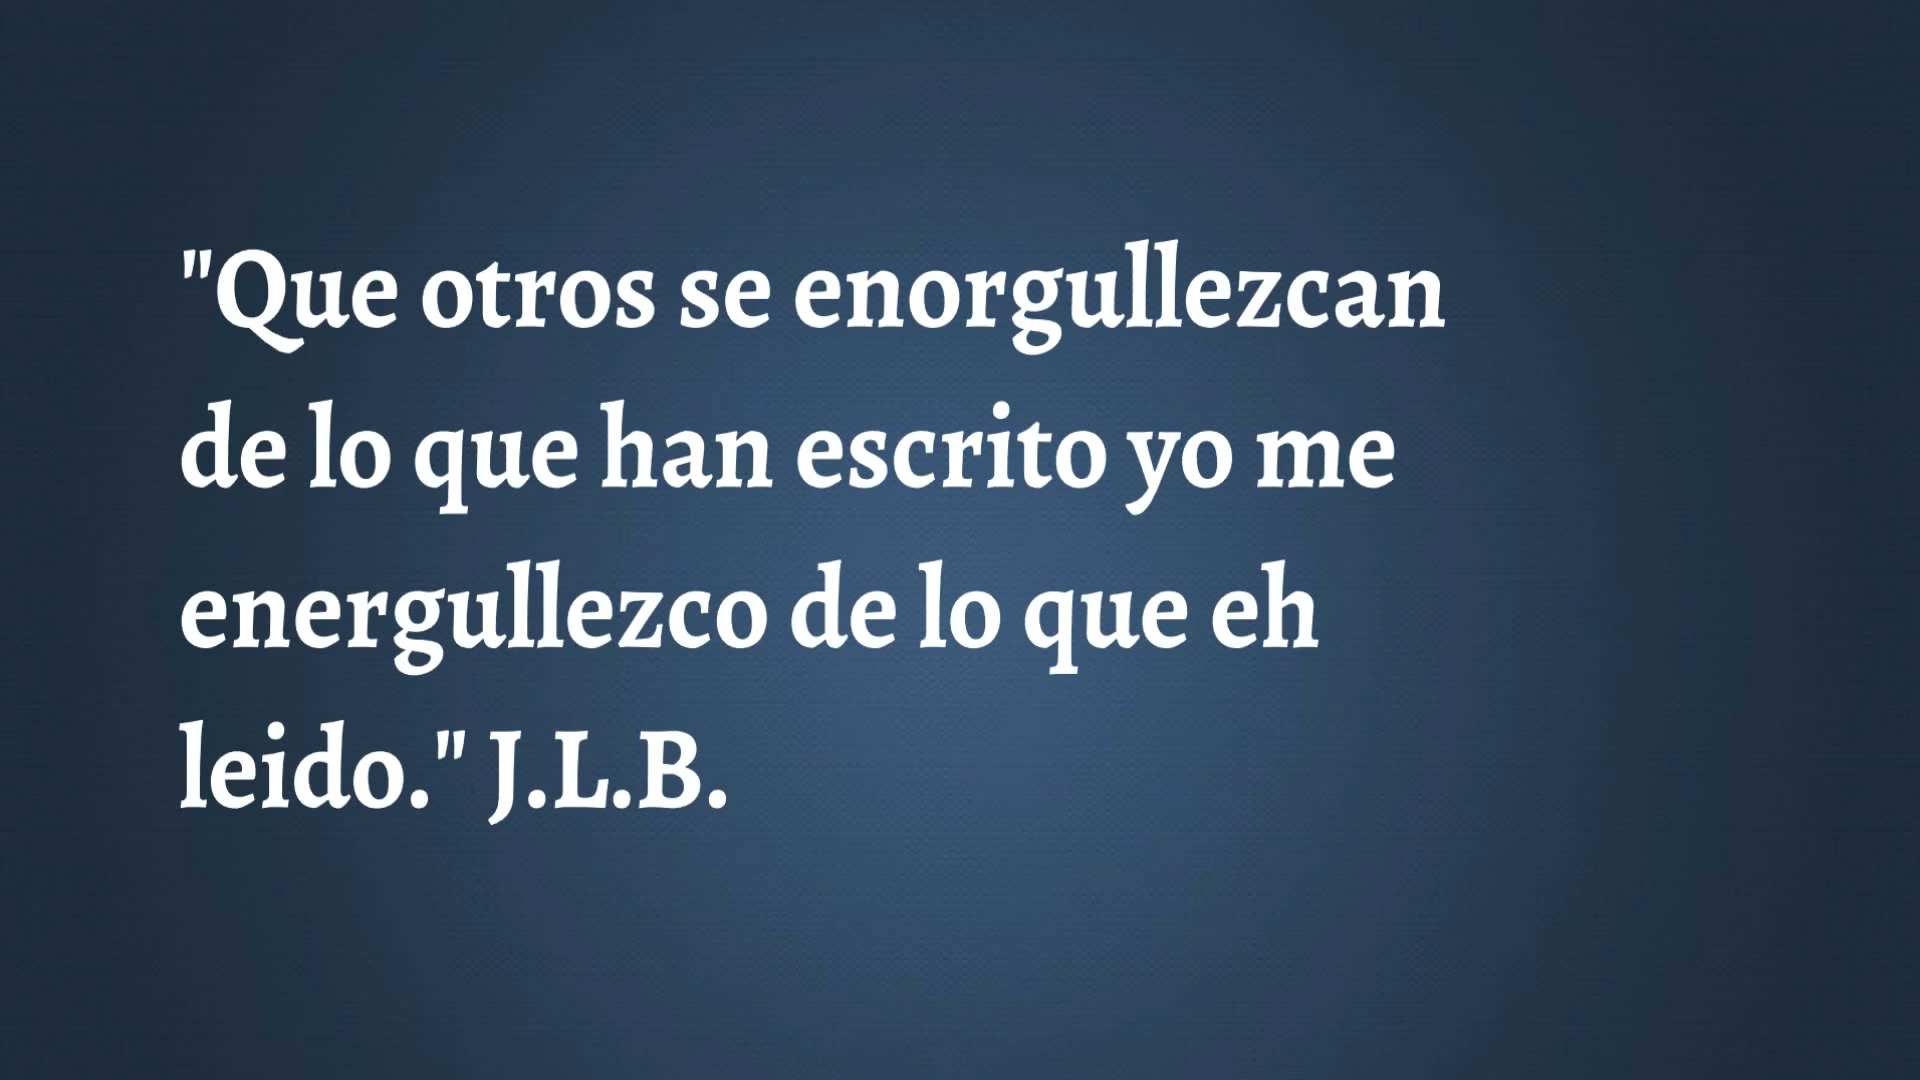 "Que otros se enorgullezcan
de lo que han escrito yo me
energullezco de lo que eh
leido." J.L.B.